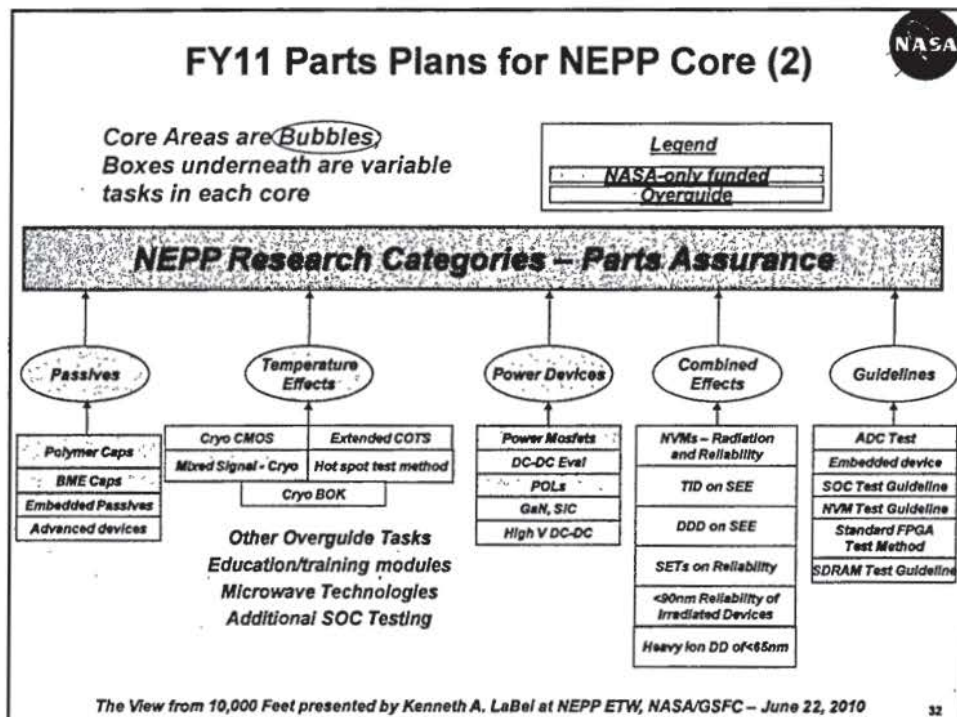 FY11 Parts Plans for NEPP Core (2)
NASA
Core Areas are Bubbles;
Boxes underneath are variable
tasks in each core
Legend
NASA-only funded
Overguide
NEPP Research Categories – Parts Assurance
Passives
Polymer Caps
BME Caps
Embedded Passives
Advanced devices
Temperature
Effects
Cryo CMOS
Extended COTS
Mixed Signal - Cryo
Hot spot test method
Cryo BOK
Other Overguide Tasks
Education/training modules
Microwave Technologies
Additional SOC Testing
Power Devices
Power Mosfets
DC-DC Eval
POLs
GaN, SiC
High V DC-DC
Combined
Effects
NVMs – Radiation
and Reliability
TID on SEE
DDD on SEE
SETs on Reliability
<90nm Reliability of
Irradiated Devices
Heavy Ion DD of<65nm
Guidelines
ADC Test
Embedded device
SOC Test Guideline
NVM Test Guideline
Standard FPGA
Test Method
SDRAM Test Guideline
The View from 10,000 Feet presented by Kenneth A. LaBel at NEPP ETW, NASA/GSFC – June 22, 2010
32